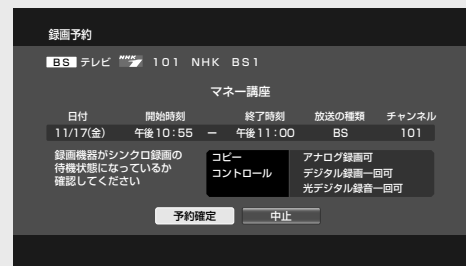 録画予約
BS テレビ NHK 101 NHK BS1
マネー講座
日付 開始時刻 終了時刻 放送の種類 チャンネル
11/17(金) 午後10:55 − 午後11:00 BS 101
録画機器がシンクロ録画の
待機状態になっているか
確認してください
コピー
コントロール
アナログ録画可
デジタル録画一回可
光デジタル録音一回可
予約確定 中止